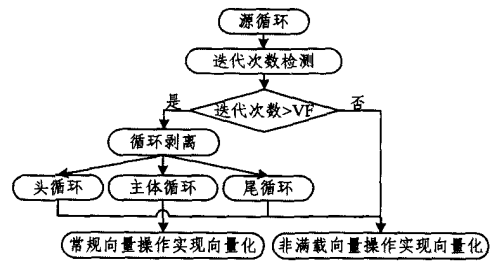 源循环
迭代次数检测
是
迭代次数>VF
否
循环剥离
头循环
主体循环
尾循环
常规向量操作实现向量化
非满载向量操作实现向量化